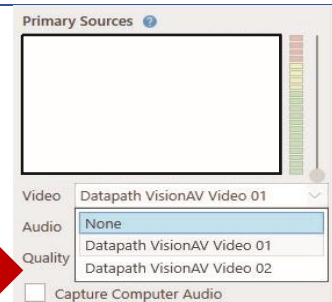 Primary Sources
Video Datapath VisionAV Video 01
Audio None
Datapath VisionAV Video 01
Quality Datapath VisionAV Video 02
Capture Computer Audio